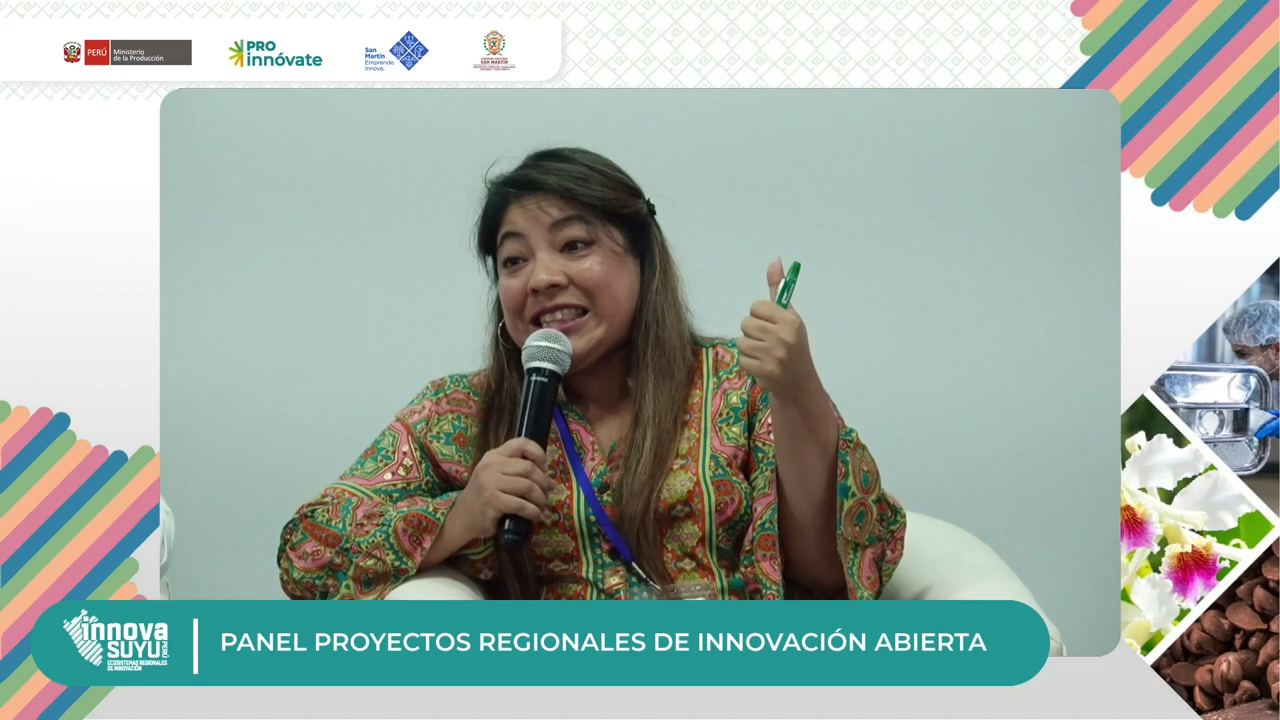 PERÚ
Ministerio
de la Producción
PRO
innóvate
San
Martín
Emprende.
Innova.
SAN MARTÍN
innova
SUYU
PERÚ
ECOSISTEMAS REGIONALES
DE INNOVACIÓN
PANEL PROYECTOS REGIONALES DE INNOVACIÓN ABIERTA